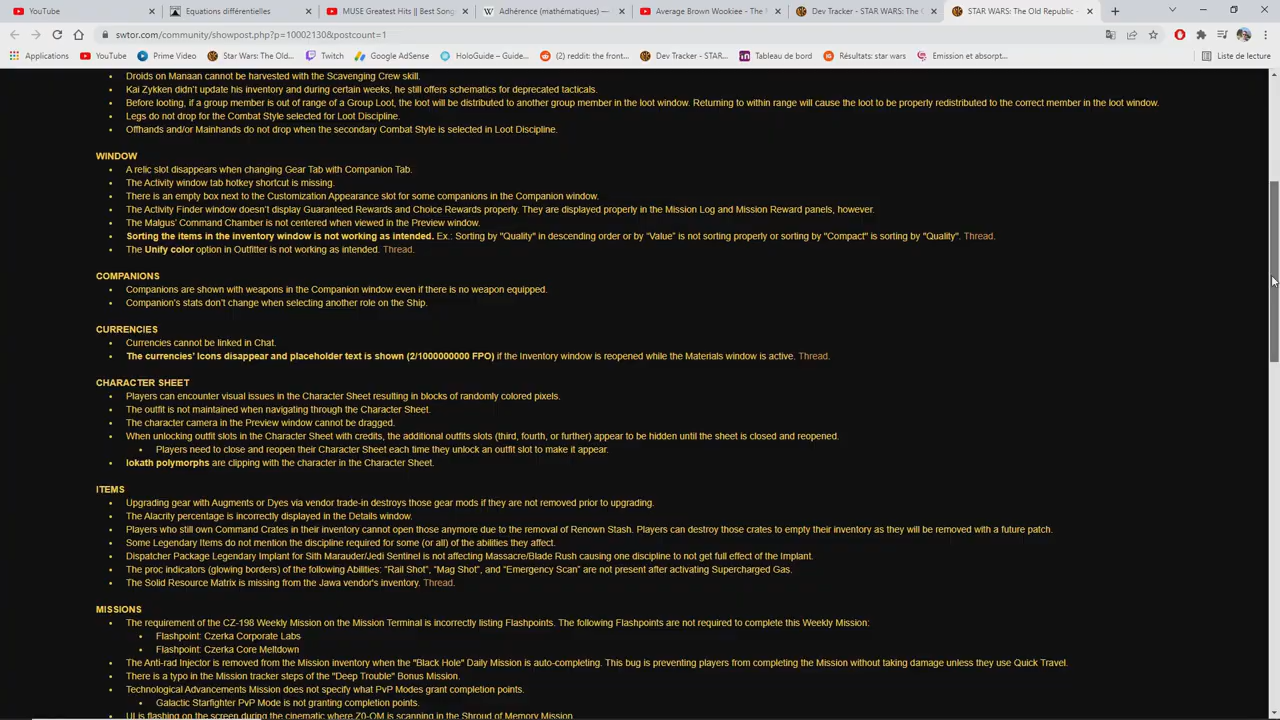 YouTube
Equations différentielles
MUSE Greatest Hits || Best Song
Adhérence (mathématiques) —
Average Brown Wookiee - The
Dev Tracker - STAR WARS: The
STAR WARS: The Old Republic -
swtor.com/community/showpost.php?p=10002130&postcount=1
Applications
YouTube
Prime Video
Star Wars: The Old...
Twitch
Google AdSense
HoloGuide – Guide...
(2) reddit: the front...
Dev Tracker - STAR...
Tableau de bord
Résultats: star wars
Emission et absorpt...
Liste de lecture
Droids on Manaan cannot be harvested with the Scavenging Crew skill.
Kai Zykken didn't update his inventory and during certain weeks, he still offers schematics for deprecated tacticals.
Before looting, if a group member is out of range of a Group Loot, the loot will be distributed to another group member in the loot window. Returning to within range will cause the loot to be properly redistributed to the correct member in the loot window.
Legs do not drop for the Combat Style selected for Loot Discipline.
Offhands and/or Mainhands do not drop when the secondary Combat Style is selected in Loot Discipline.
WINDOW
A relic slot disappears when changing Gear Tab with Companion Tab.
The Activity window tab hotkey shortcut is missing.
There is an empty box next to the Customization Appearance slot for some companions in the Companion window.
The Activity Finder window doesn't display Guaranteed Rewards and Choice Rewards properly. They are displayed properly in the Mission Log and Mission Reward panels, however.
The Malgus' Command Chamber is not centered when viewed in the Preview window.
Sorting the items in the inventory window is not working as intended. Ex.: Sorting by "Quality" in descending order or by "Value" is not sorting properly or sorting by "Compact" is sorting by "Quality". Thread.
The Unify color option in Outfitter is not working as intended. Thread.
COMPANIONS
Companions are shown with weapons in the Companion window even if there is no weapon equipped.
Companion's stats don't change when selecting another role on the Ship.
CURRENCIES
Currencies cannot be linked in Chat.
The currencies' Icons disappear and placeholder text is shown (2/1000000000 FPO) if the Inventory window is reopened while the Materials window is active. Thread.
CHARACTER SHEET
Players can encounter visual issues in the Character Sheet resulting in blocks of randomly colored pixels.
The outfit is not maintained when navigating through the Character Sheet.
The character camera in the Preview window cannot be dragged.
When unlocking outfit slots in the Character Sheet with credits, the additional outfits slots (third, fourth, or further) appear to be hidden until the sheet is closed and reopened.
Players need to close and reopen their Character Sheet each time they unlock an outfit slot to make it appear.
Iokath polymorphs are clipping with the character in the Character Sheet.
ITEMS
Upgrading gear with Augments or Dyes via vendor trade-in destroys those gear mods if they are not removed prior to upgrading.
The Alacrity percentage is incorrectly displayed in the Details window.
Players who still own Command Crates in their inventory cannot open those anymore due to the removal of Renown Stash. Players can destroy those crates to empty their inventory as they will be removed with a future patch.
Some Legendary Items do not mention the discipline required for some (or all) of the abilities they affect.
Dispatcher Package Legendary Implant for Sith Marauder/Jedi Sentinel is not affecting Massacre/Blade Rush causing one discipline to not get full effect of the Implant.
The proc indicators (glowing borders) of the following Abilities: "Rail Shot", "Mag Shot", and "Emergency Scan" are not present after activating Supercharged Gas.
The Solid Resource Matrix is missing from the Jawa vendor's inventory. Thread.
MISSIONS
The requirement of the CZ-198 Weekly Mission on the Mission Terminal is incorrectly listing Flashpoints. The following Flashpoints are not required to complete this Weekly Mission:
Flashpoint: Czerka Corporate Labs
Flashpoint: Czerka Core Meltdown
The Anti-rad Injector is removed from the Mission inventory when the "Black Hole" Daily Mission is auto-completing. This bug is preventing players from completing the Mission without taking damage unless they use Quick Travel.
There is a typo in the Mission tracker steps of the "Deep Trouble" Bonus Mission.
Technological Advancements Mission does not specify what PvP Modes grant completion points.
Galactic Starfighter PvP Mode is not granting completion points.
UI is flashing on the screen during the cinematic where Z0-OM is scanning in the Shroud of Memory Mission.